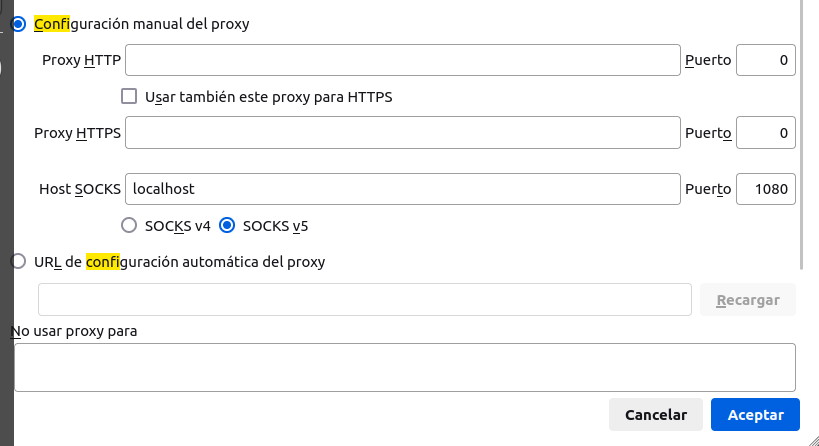 Configuración manual del proxy
Proxy HTTP Puerto 0
Usar también este proxy para HTTPS
Proxy HTTPS Puerto 0
Host SOCKS localhost Puerto 1080
SOCKS v4 SOCKS v5
URL de configuración automática del proxy
Recargar
No usar proxy para
Cancelar Aceptar